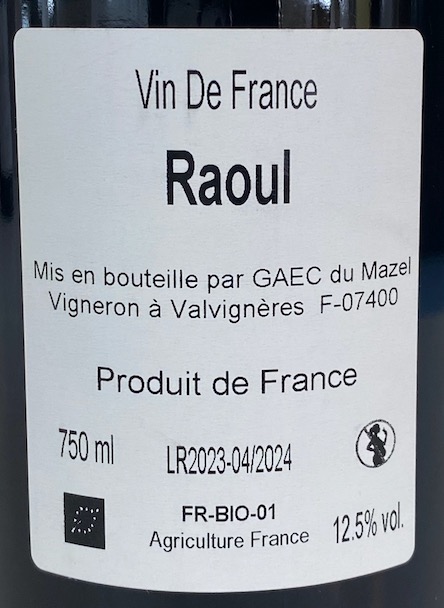 Vin De France
Raoul
Mis en bouteille par GAEC du Mazel
Vigneron à Valvignères F-07400
Produit de France
750 ml
LR2023-04/2024
FR-BIO-01
Agriculture France
12.5% vol.